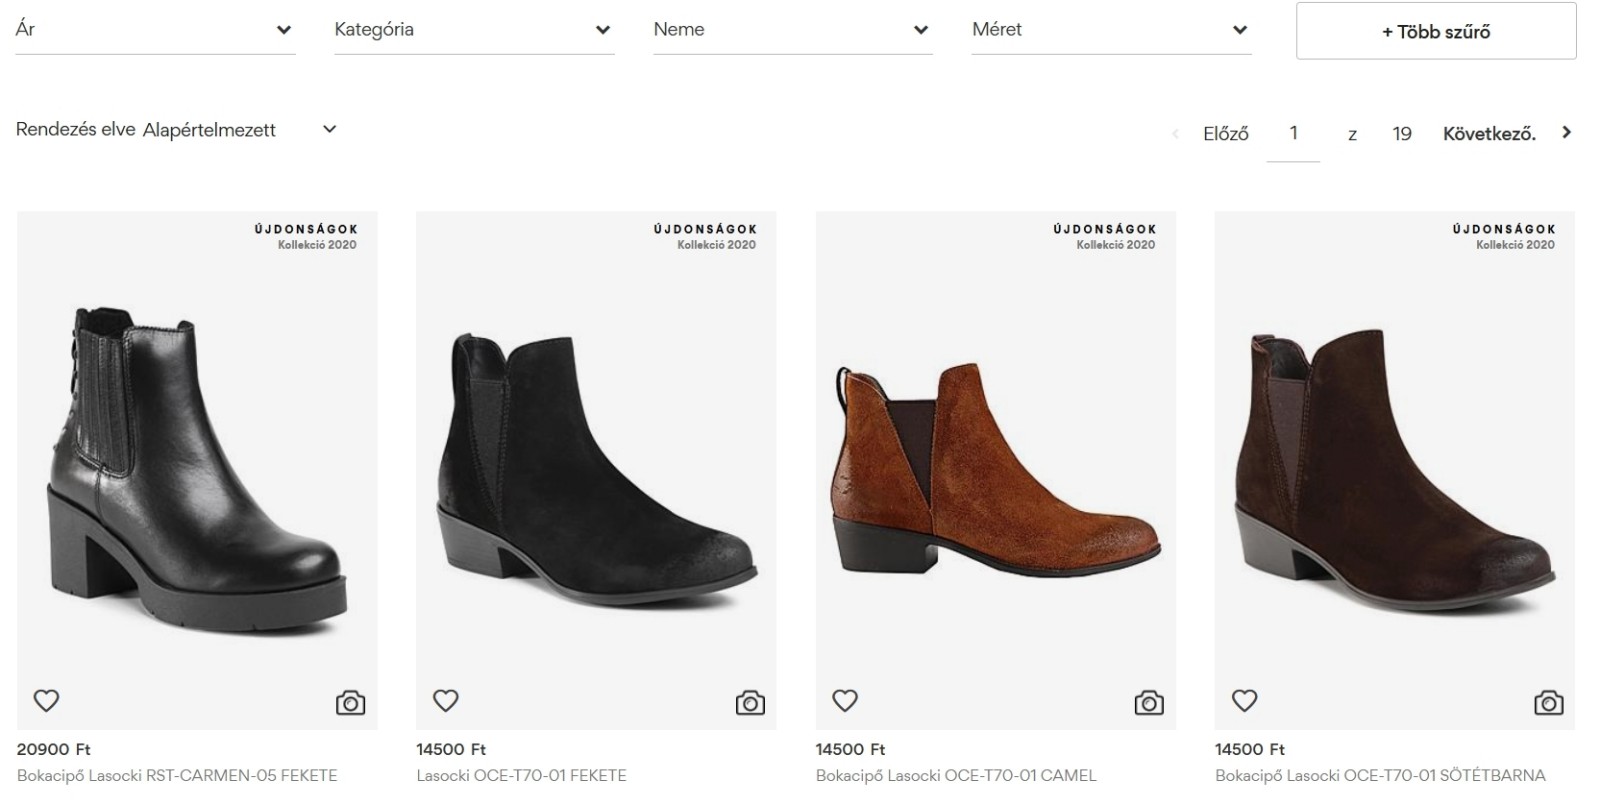 Ár
Kategória
Neme
Méret
+ Több szűrő
Rendezés elve Alapértelmezett
Előző 1 z 19 Következő.
ÚJDONSÁGOK
Kollekció 2020
ÚJDONSÁGOK
Kollekció 2020
ÚJDONSÁGOK
Kollekció 2020
ÚJDONSÁGOK
Kollekció 2020
20900 Ft
Bokacipő Lasocki RST-CARMEN-05 FEKETE
14500 Ft
Lasocki OCE-T70-01 FEKETE
14500 Ft
Bokacipő Lasocki OCE-T70-01 CAMEL
14500 Ft
Bokacipő Lasocki OCE-T70-01 SÖTÉTBARNA